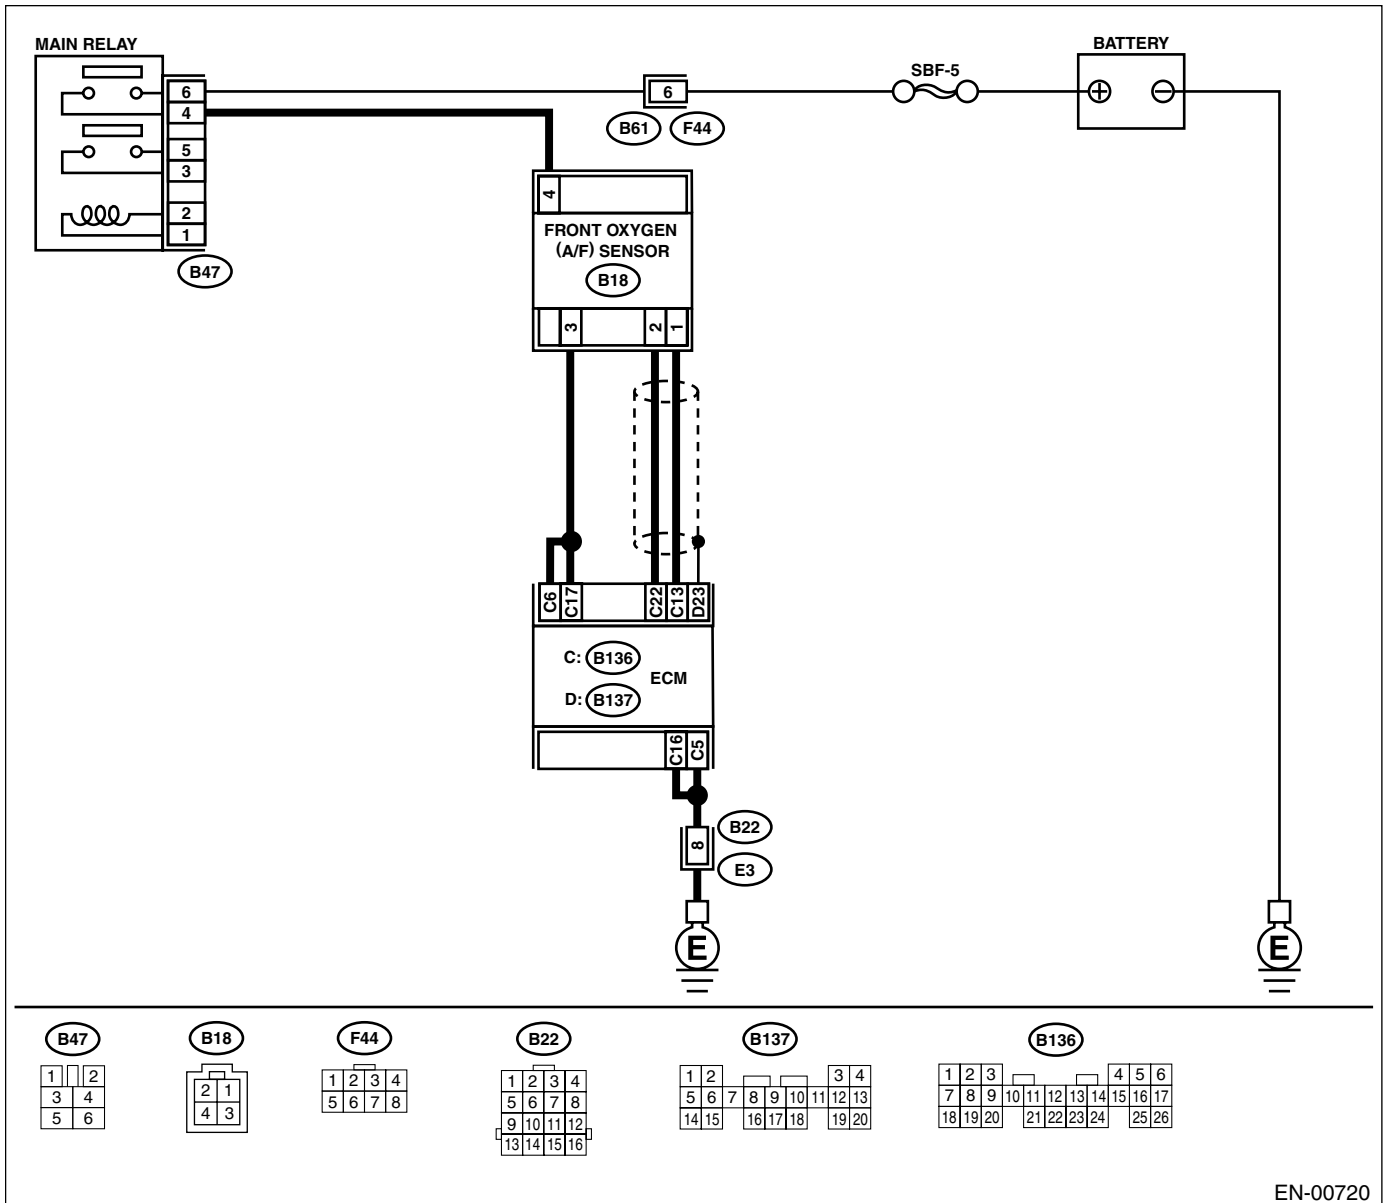 MAIN RELAY
BATTERY
SBF-5
6
4
5
3
2
1
B47
6
B61 F44
4
FRONT OXYGEN
(A/F) SENSOR
B18
3 2 1
C6 C17 C22 C13 D23
C: B136
ECM
D: B137
C16 C5
8
B22
E3
E E
B47 B18 F44 B22 B137 B136
B47
1 2
3 4
5 6
B18
2 1
4 3
F44
1 2 3 4
5 6 7 8
B22
1 2 3 4
5 6 7 8
9 10 11 12
13 14 15 16
B137
1 2 3 4
5 6 7 8 9 10 11 12 13
14 15 16 17 18 19 20
B136
1 2 3 4 5 6
7 8 9 10 11 12 13 14 15 16 17
18 19 20 21 22 23 24 25 26
EN-00720